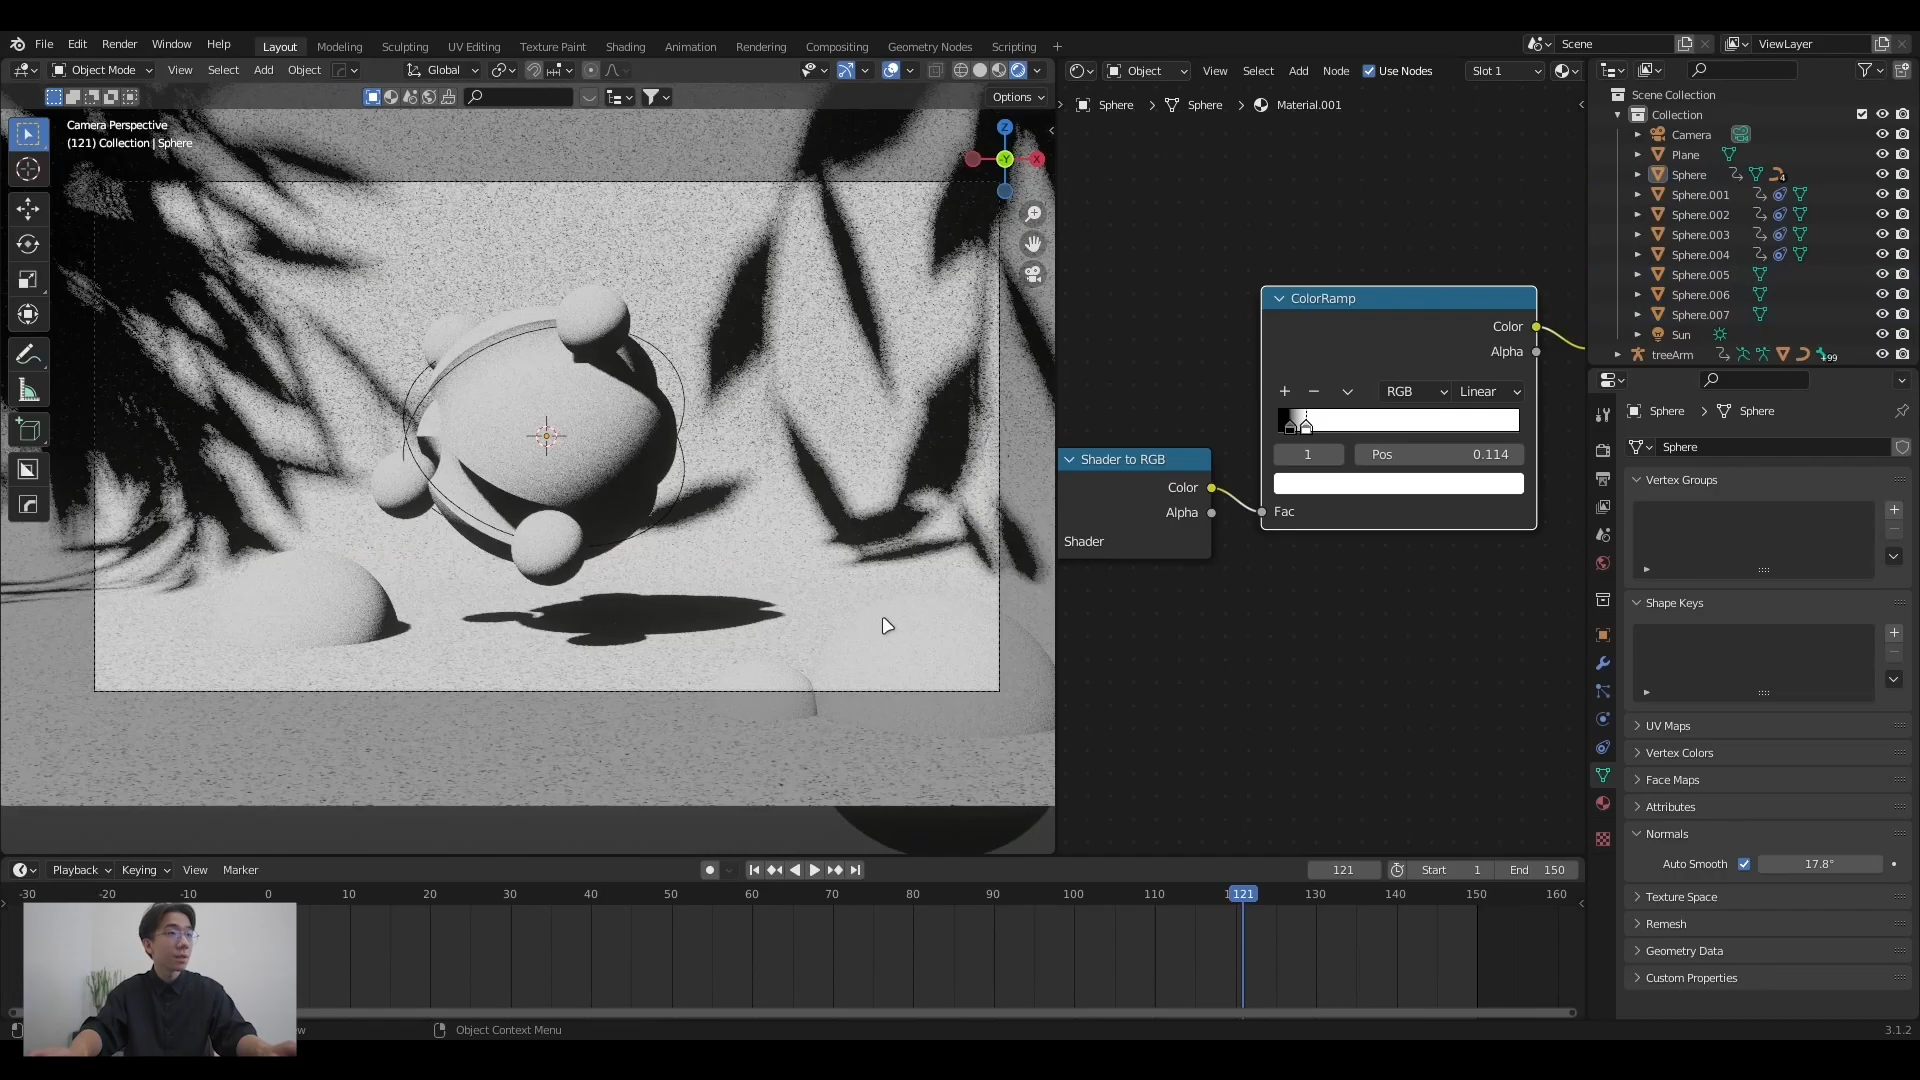 File Edit Render Window Help Layout Modeling Sculpting UV Editing Texture Paint Shading Animation Rendering Compositing Geometry Nodes Scripting + Scene ViewLayer
Object Mode View Select Add Object Global Object View Select Add Node Use Nodes Slot 1
Options
Sphere > Sphere > Material.001
Camera Perspective
(121) Collection | Sphere
Z
-Y
X
ColorRamp
Color
Alpha
+ − RGB Linear
1 Pos 0.114
Fac
Shader to RGB
Color
Alpha
Shader
Scene Collection
Collection
Camera
Plane
Sphere 4
Sphere.001
Sphere.002
Sphere.003
Sphere.004
Sphere.005
Sphere.006
Sphere.007
Sun
treeArm +99
Sphere > Sphere
Sphere
Vertex Groups
Shape Keys
UV Maps
Vertex Colors
Face Maps
Attributes
Normals
Auto Smooth 17.8°
Texture Space
Remesh
Geometry Data
Custom Properties
Playback Keying View Marker 121 Start 1 End 150
-30 -20 -10 0 10 20 30 40 50 60 70 80 90 100 110 121 130 140 150 160
Object Context Menu 3.1.2